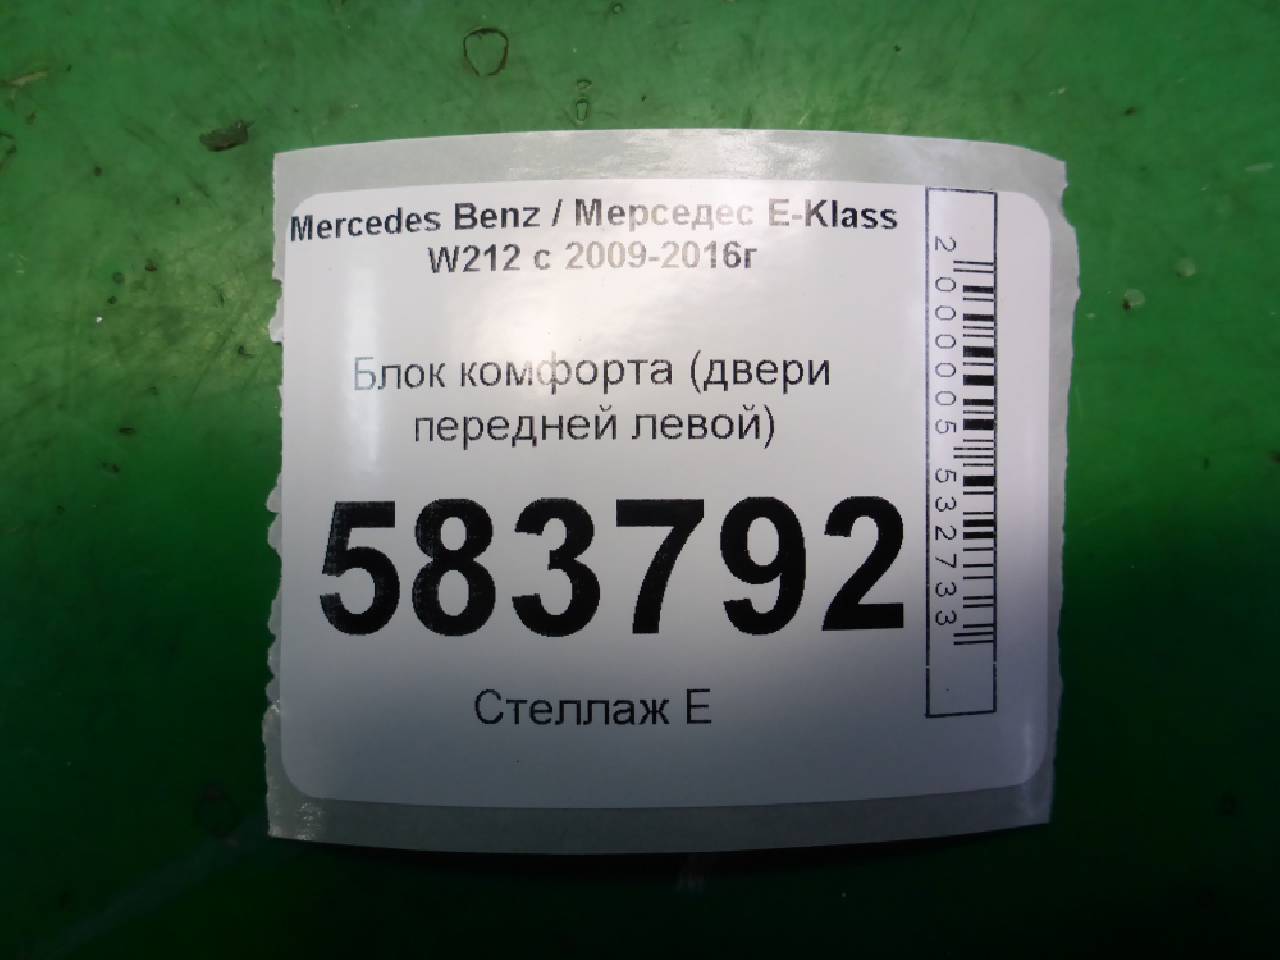 Mercedes Benz / Мерседес E-Klass
W212 с 2009-2016г
Блок комфорта (двери
передней левой)
583792
Стеллаж Е
2000005532733